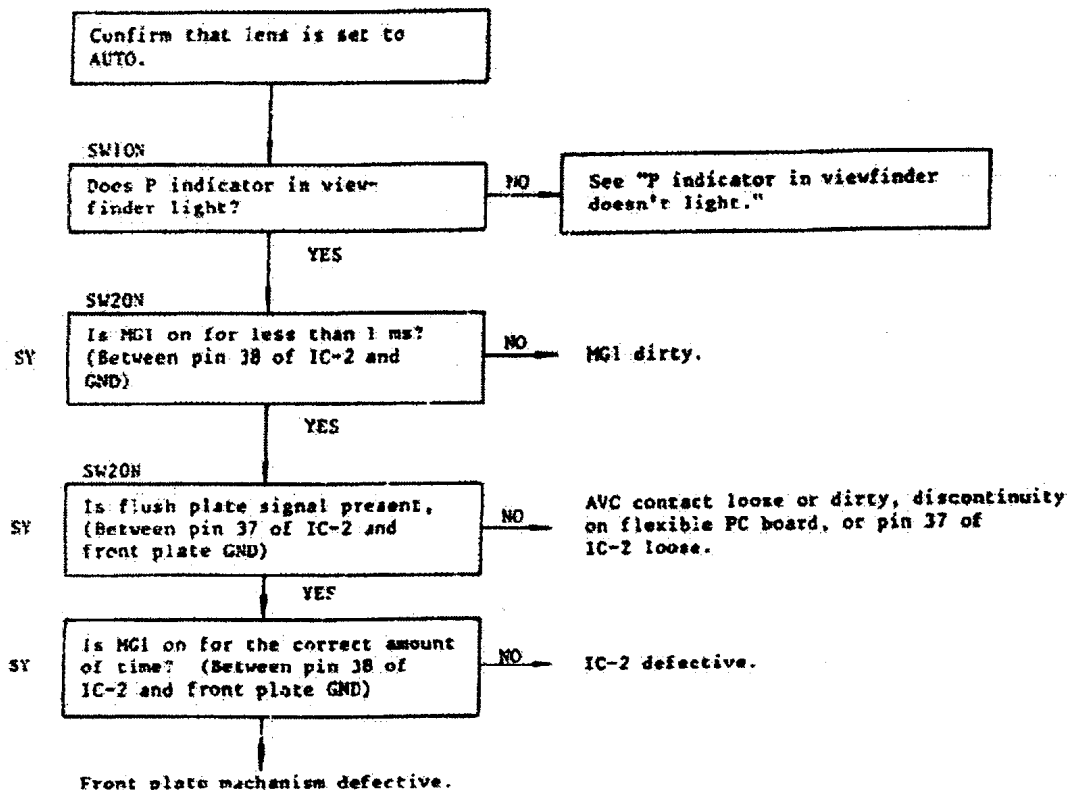 Confirm that lens is set to
AUTO.
SW1ON
Does P indicator in view-
finder light?
NO
See "P indicator in viewfinder
doesn't light."
YES
SW2ON
SY
Is MG1 on for less than 1 ms?
(Between pin 38 of IC-2 and
GND)
NO
MG1 dirty.
YES
SW2ON
SY
Is flush plate signal present,
(Between pin 37 of IC-2 and
front plate GND)
NO
AVC contact loose or dirty, discontinuity
on flexible PC board, or pin 37 of
IC-2 loose.
YES
SY
Is MG1 on for the correct amount
of time? (Between pin 38 of
IC-2 and front plate GND)
NO
IC-2 defective.
Front plate mechanism defective.